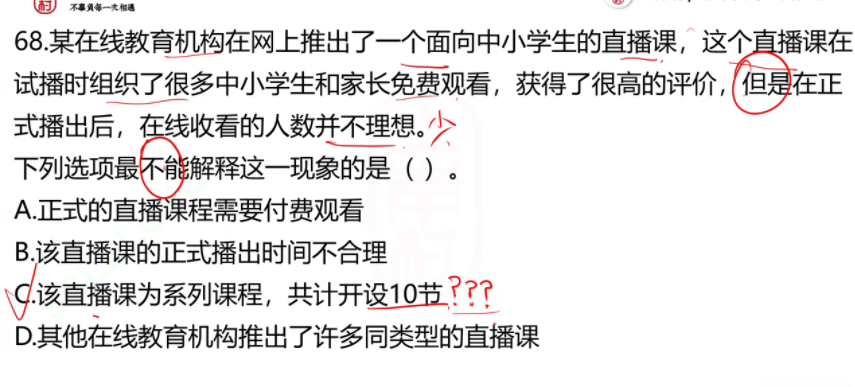 不辜负每一次相遇
68.某在线教育机构在网上推出了一个面向中小学生的直播课，这个直播课在
试播时组织了很多中小学生和家长免费观看，获得了很高的评价，但是在正
式播出后，在线收看的人数并不理想。少
下列选项最不能解释这一现象的是（ ）。
A.正式的直播课程需要付费观看
B.该直播课的正式播出时间不合理
C.该直播课为系列课程，共计开设10节???
D.其他在线教育机构推出了许多同类型的直播课